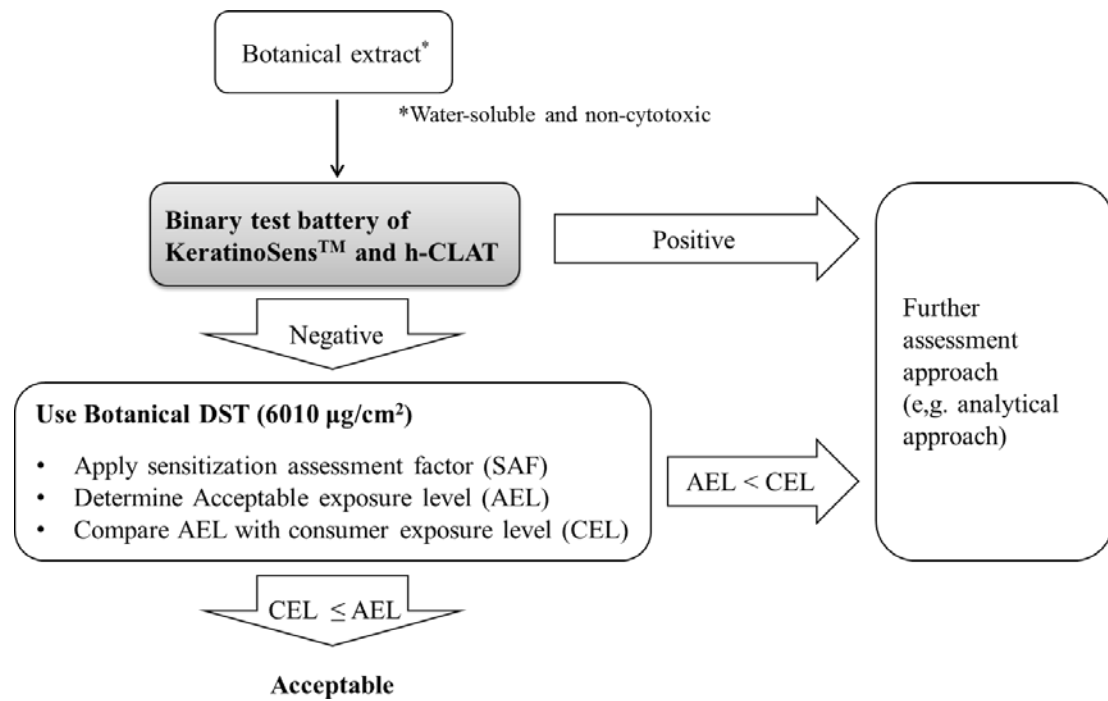 Botanical extract*
*Water-soluble and non-cytotoxic
Binary test battery of
KeratinoSens™ and h-CLAT
Positive
Negative
Further
assessment
approach
(e,g. analytical
approach)
Use Botanical DST (6010 μg/cm²)
• Apply sensitization assessment factor (SAF)
• Determine Acceptable exposure level (AEL)
• Compare AEL with consumer exposure level (CEL)
AEL < CEL
CEL ≤ AEL
Acceptable